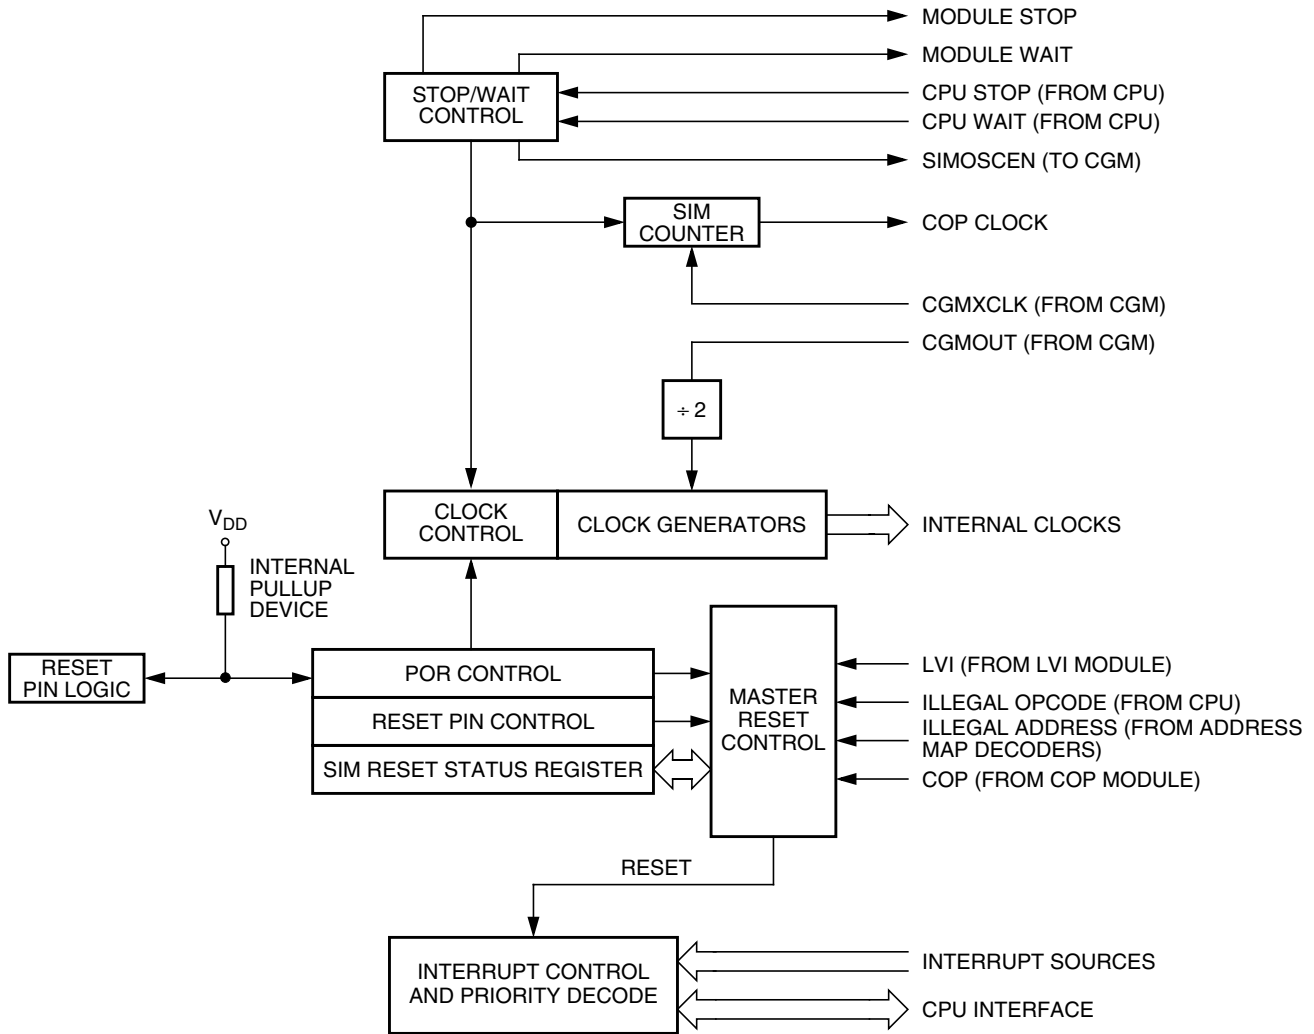 MODULE STOP
MODULE WAIT
STOP/WAIT
CONTROL
CPU STOP (FROM CPU)
CPU WAIT (FROM CPU)
SIMOSCEN (TO CGM)
SIM
COUNTER
COP CLOCK
CGMXCLK (FROM CGM)
CGMOUT (FROM CGM)
÷ 2
CLOCK
CONTROL
CLOCK GENERATORS
INTERNAL CLOCKS
VDD
INTERNAL
PULLUP
DEVICE
RESET
PIN LOGIC
POR CONTROL
RESET PIN CONTROL
SIM RESET STATUS REGISTER
MASTER
RESET
CONTROL
LVI (FROM LVI MODULE)
ILLEGAL OPCODE (FROM CPU)
ILLEGAL ADDRESS (FROM ADDRESS
MAP DECODERS)
COP (FROM COP MODULE)
RESET
INTERRUPT CONTROL
AND PRIORITY DECODE
INTERRUPT SOURCES
CPU INTERFACE